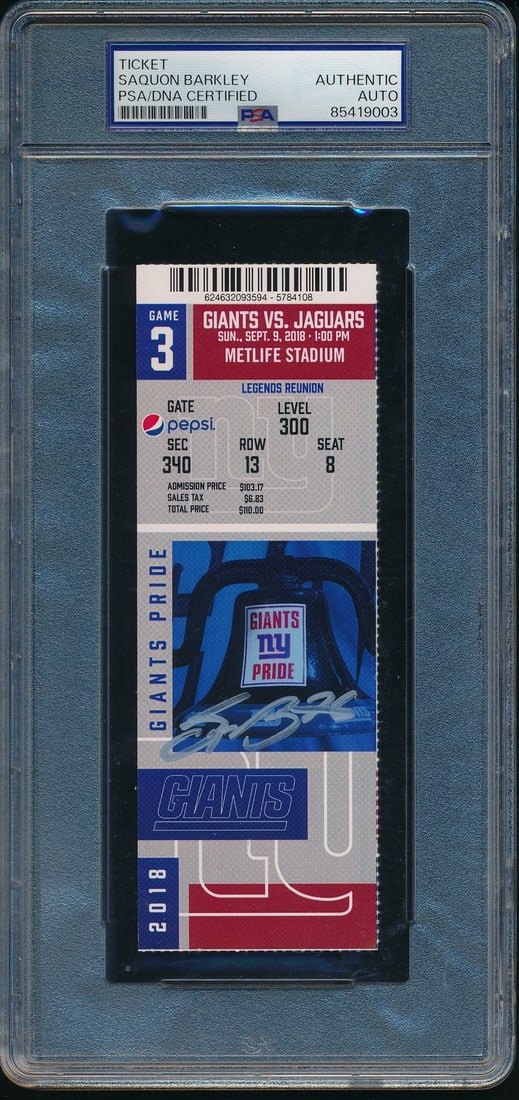 TICKET
SAQUON BARKLEY
PSA/DNA CERTIFIED
AUTHENTIC
AUTO
85419003
PSA
624632093594 - 5784108
GAME
3
GIANTS VS. JAGUARS
SUN., SEPT. 9, 2018 · 1:00 PM
METLIFE STADIUM
LEGENDS REUNION
GATE
pepsi.
LEVEL
300
SEC ROW SEAT
340 13 8
ADMISSION PRICE $103.17
SALES TAX $6.83
TOTAL PRICE $110.00
ny
GIANTS PRIDE
GIANTS
ny
PRIDE
GIANTS
2018